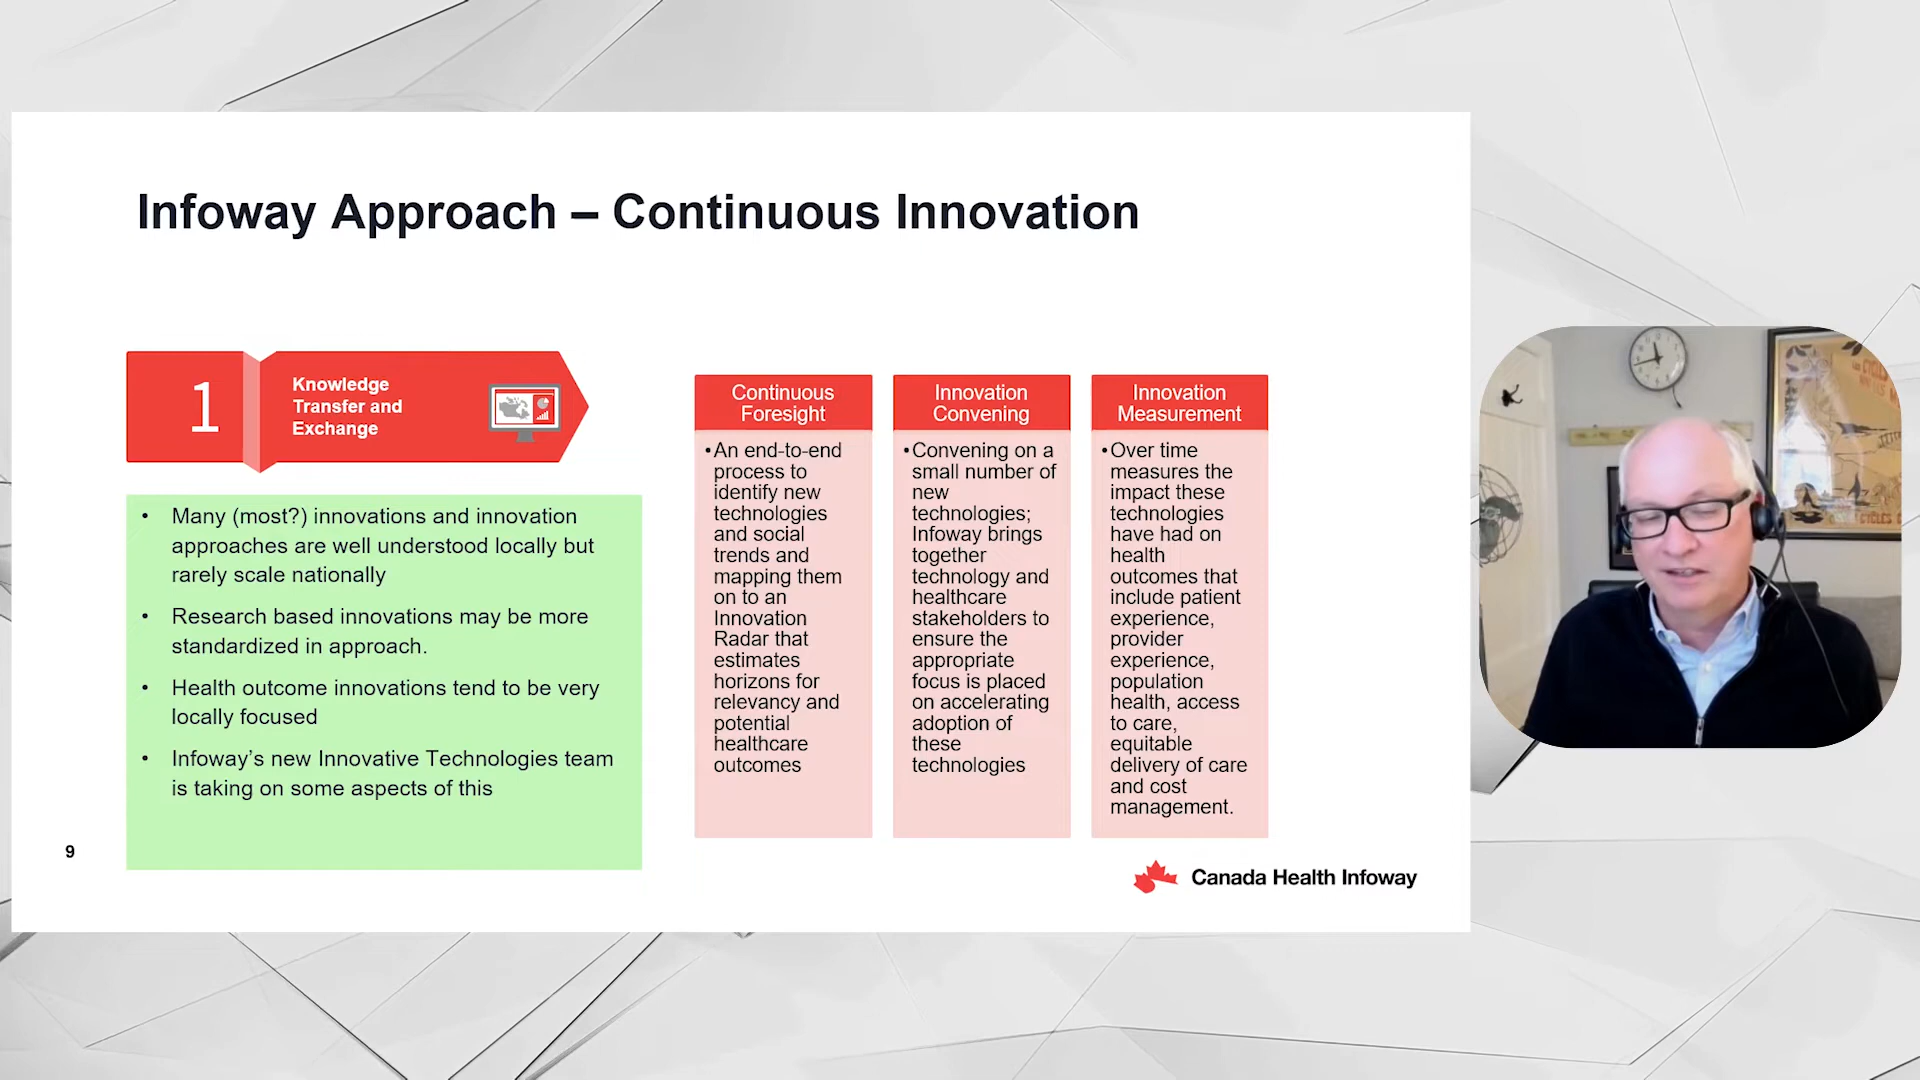 Infoway Approach – Continuous Innovation
1
Knowledge
Transfer and
Exchange
• Many (most?) innovations and innovation
approaches are well understood locally but
rarely scale nationally
• Research based innovations may be more
standardized in approach.
• Health outcome innovations tend to be very
locally focused
• Infoway’s new Innovative Technologies team
is taking on some aspects of this
Continuous
Foresight
• An end-to-end
process to
identify new
technologies
and social
trends and
mapping them
on to an
Innovation
Radar that
estimates
horizons for
relevancy and
potential
healthcare
outcomes
Innovation
Convening
• Convening on a
small number of
new
technologies;
Infoway brings
together
technology and
healthcare
stakeholders to
ensure the
appropriate
focus is placed
on accelerating
adoption of
these
technologies
Innovation
Measurement
• Over time
measures the
impact these
technologies
have had on
health
outcomes that
include patient
experience,
provider
experience,
population
health, access
to care,
equitable
delivery of care
and cost
management.
9
Canada Health Infoway